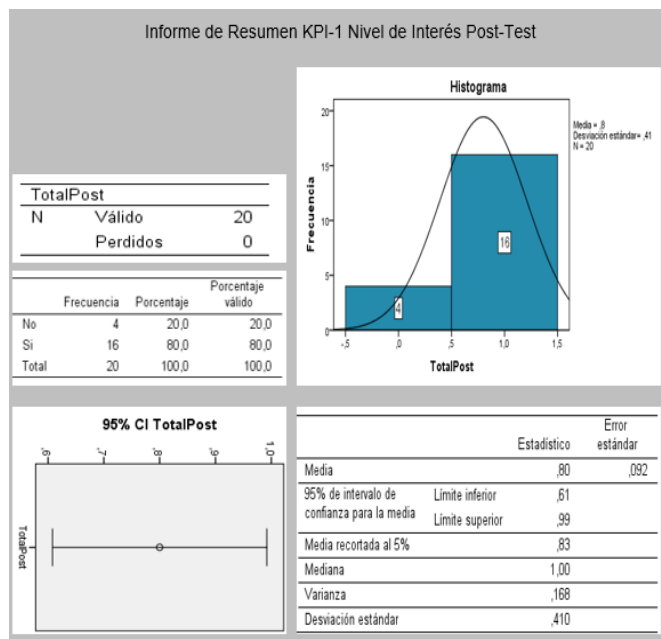 Informe de Resumen KPI-1 Nivel de Interés Post-Test
Histograma
Media = ,8
Desviación estándar= ,41
N = 20
Frecuencia
20
15
10
5
0
4
16
-,5 ,0 ,5 1,0 1,5
TotalPost
TotalPost
N Válido 20
Perdidos 0
Frecuencia Porcentaje Porcentaje válido
No 4 20,0 20,0
Si 16 80,0 80,0
Total 20 100,0 100,0
95% CI TotalPost
,6 ,7 ,8 ,9 1,0
TotalPost
Estadístico Error estándar
Media ,80 ,092
95% de intervalo de confianza para la media Límite inferior ,61
Límite superior ,99
Media recortada al 5% ,83
Mediana 1,00
Varianza ,168
Desviación estándar ,410